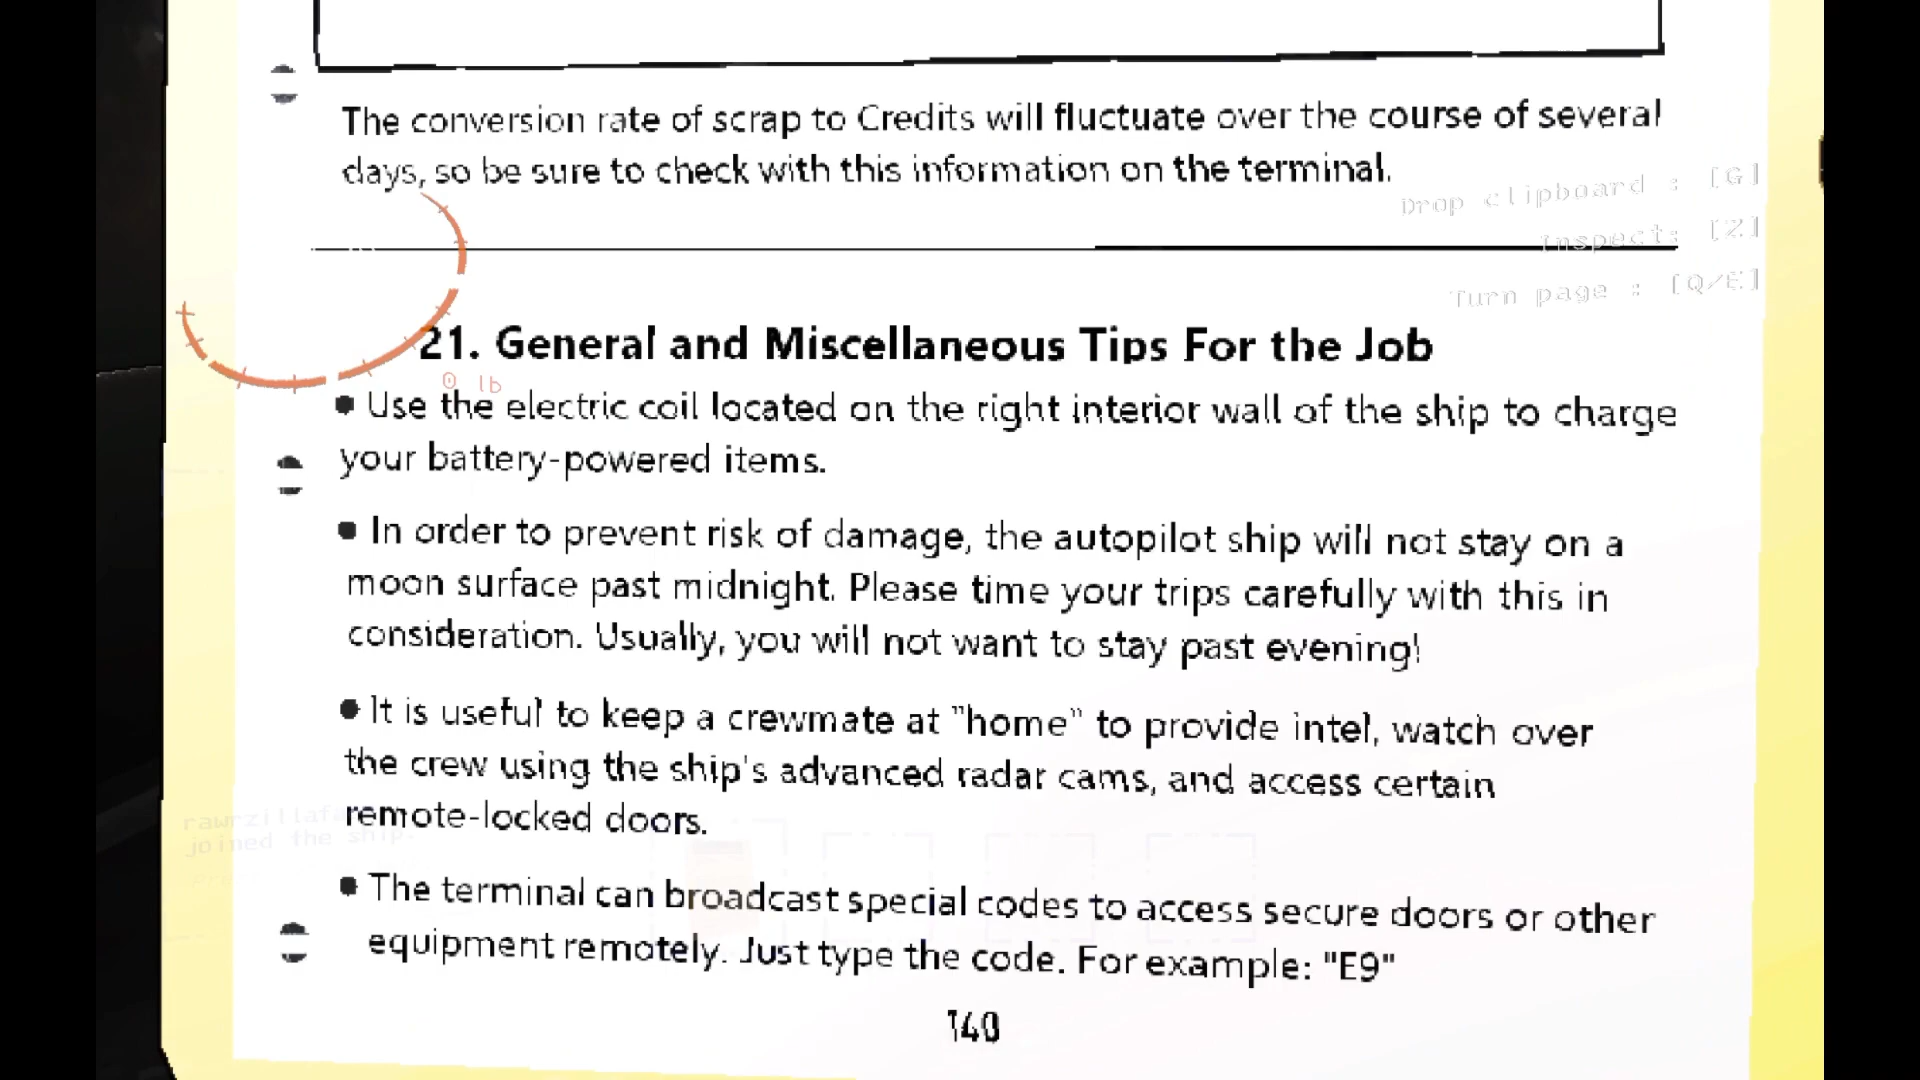 The conversion rate of scrap to Credits will fluctuate over the course of several
days, so be sure to check with this information on the terminal.
Drop clipboard : [G]
Inspect: [Z]
Turn page : [Q/E]
21. General and Miscellaneous Tips For the Job
0 lb
• Use the electric coil located on the right interior wall of the ship to charge
your battery-powered items.
• In order to prevent risk of damage, the autopilot ship will not stay on a
moon surface past midnight. Please time your trips carefully with this in
consideration. Usually, you will not want to stay past evening!
• It is useful to keep a crewmate at "home" to provide intel, watch over
the crew using the ship's advanced radar cams, and access certain
remote-locked doors.
joined the ship.
• The terminal can broadcast special codes to access secure doors or other
equipment remotely. Just type the code. For example: "E9"
140